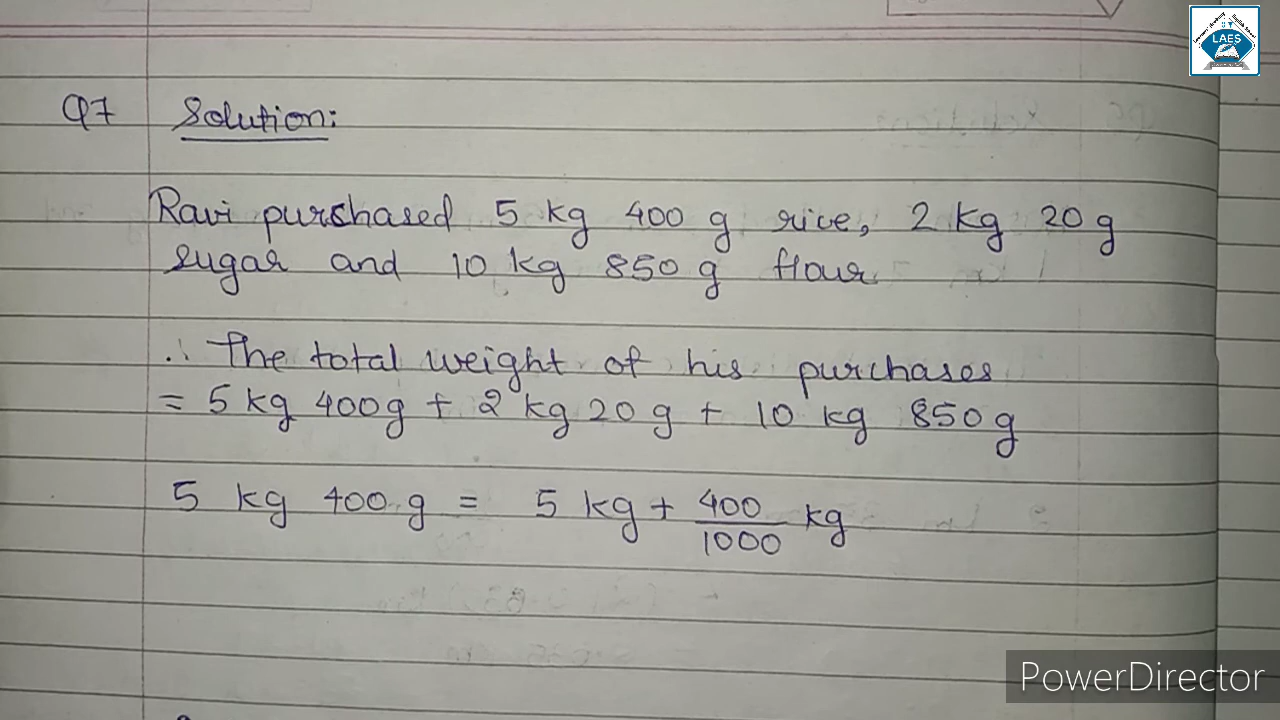 LAES
Q7 Solution:
Ravi purchased 5 kg 400 g rice, 2 kg 20 g
sugar and 10 kg 850 g flour
∴ The total weight of his purchases
= 5 kg 400 g + 2 kg 20 g + 10 kg 850 g
5 kg 400 g = 5 kg + 400/1000 kg
PowerDirector